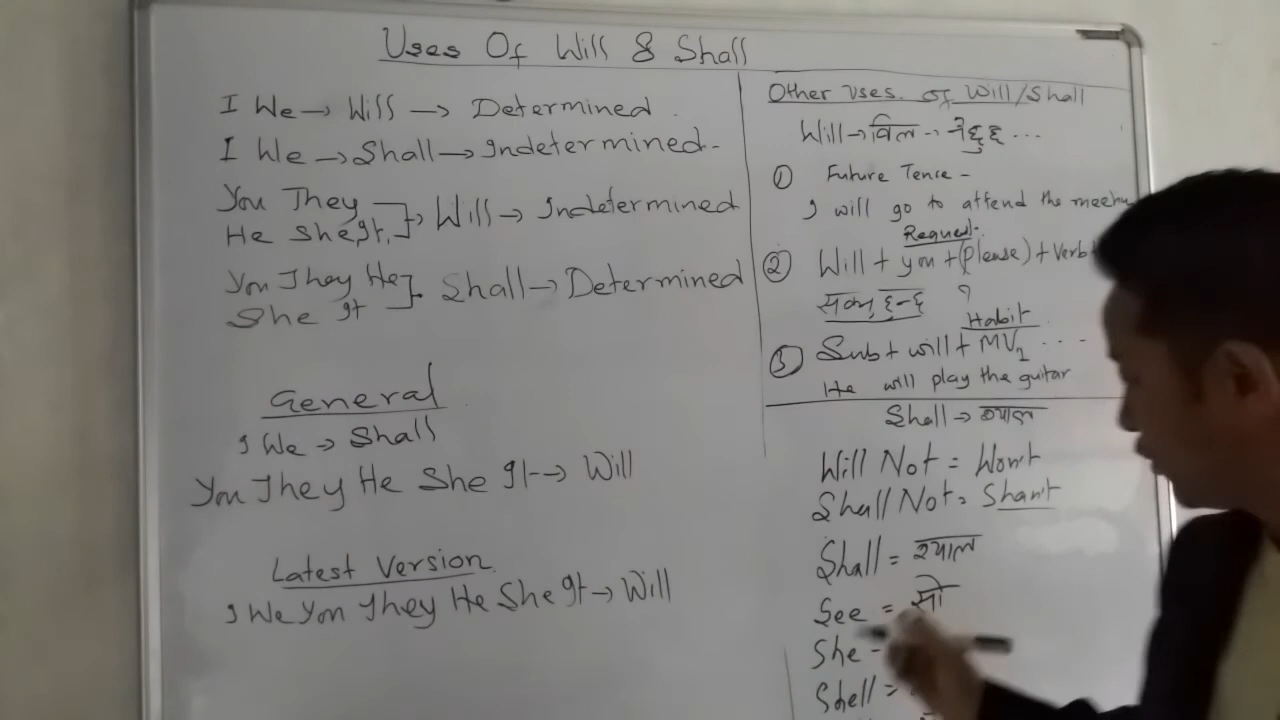 Uses Of Will & Shall
I We → Will → Determined.
I We → Shall → Indetermined.
You They
He She It. ] → Will → Indetermined
You They He
She It ] Shall → Determined
General
I We → Shall
You They He She It → Will
Latest Version
I We You They He She It → Will
Other Uses of Will/Shall
Will → विल
① Future Tence -
I will go to attend the
Request.
② Will + you + (please) + Verb
?
Habit
③ Sub + will + MV1 ....
He will play the guitar
Shall → श्याल
Will Not = Won't
Shall Not = Shan't
Shall = श्याल
See = सी
She -
Shell =